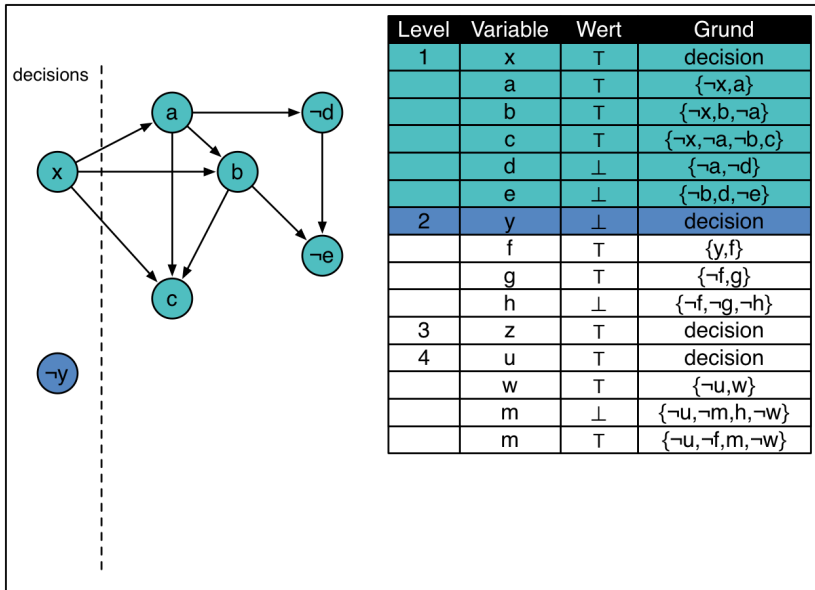 decisions
a
¬d
x
b
¬e
c
¬y
Level Variable Wert Grund
1 x ⊤ decision
a ⊤ {¬x,a}
b ⊤ {¬x,b,¬a}
c ⊤ {¬x,¬a,¬b,c}
d ⊥ {¬a,¬d}
e ⊥ {¬b,d,¬e}
2 y ⊥ decision
f ⊤ {y,f}
g ⊤ {¬f,g}
h ⊥ {¬f,¬g,¬h}
3 z ⊤ decision
4 u ⊤ decision
w ⊤ {¬u,w}
m ⊥ {¬u,¬m,h,¬w}
m ⊤ {¬u,¬f,m,¬w}